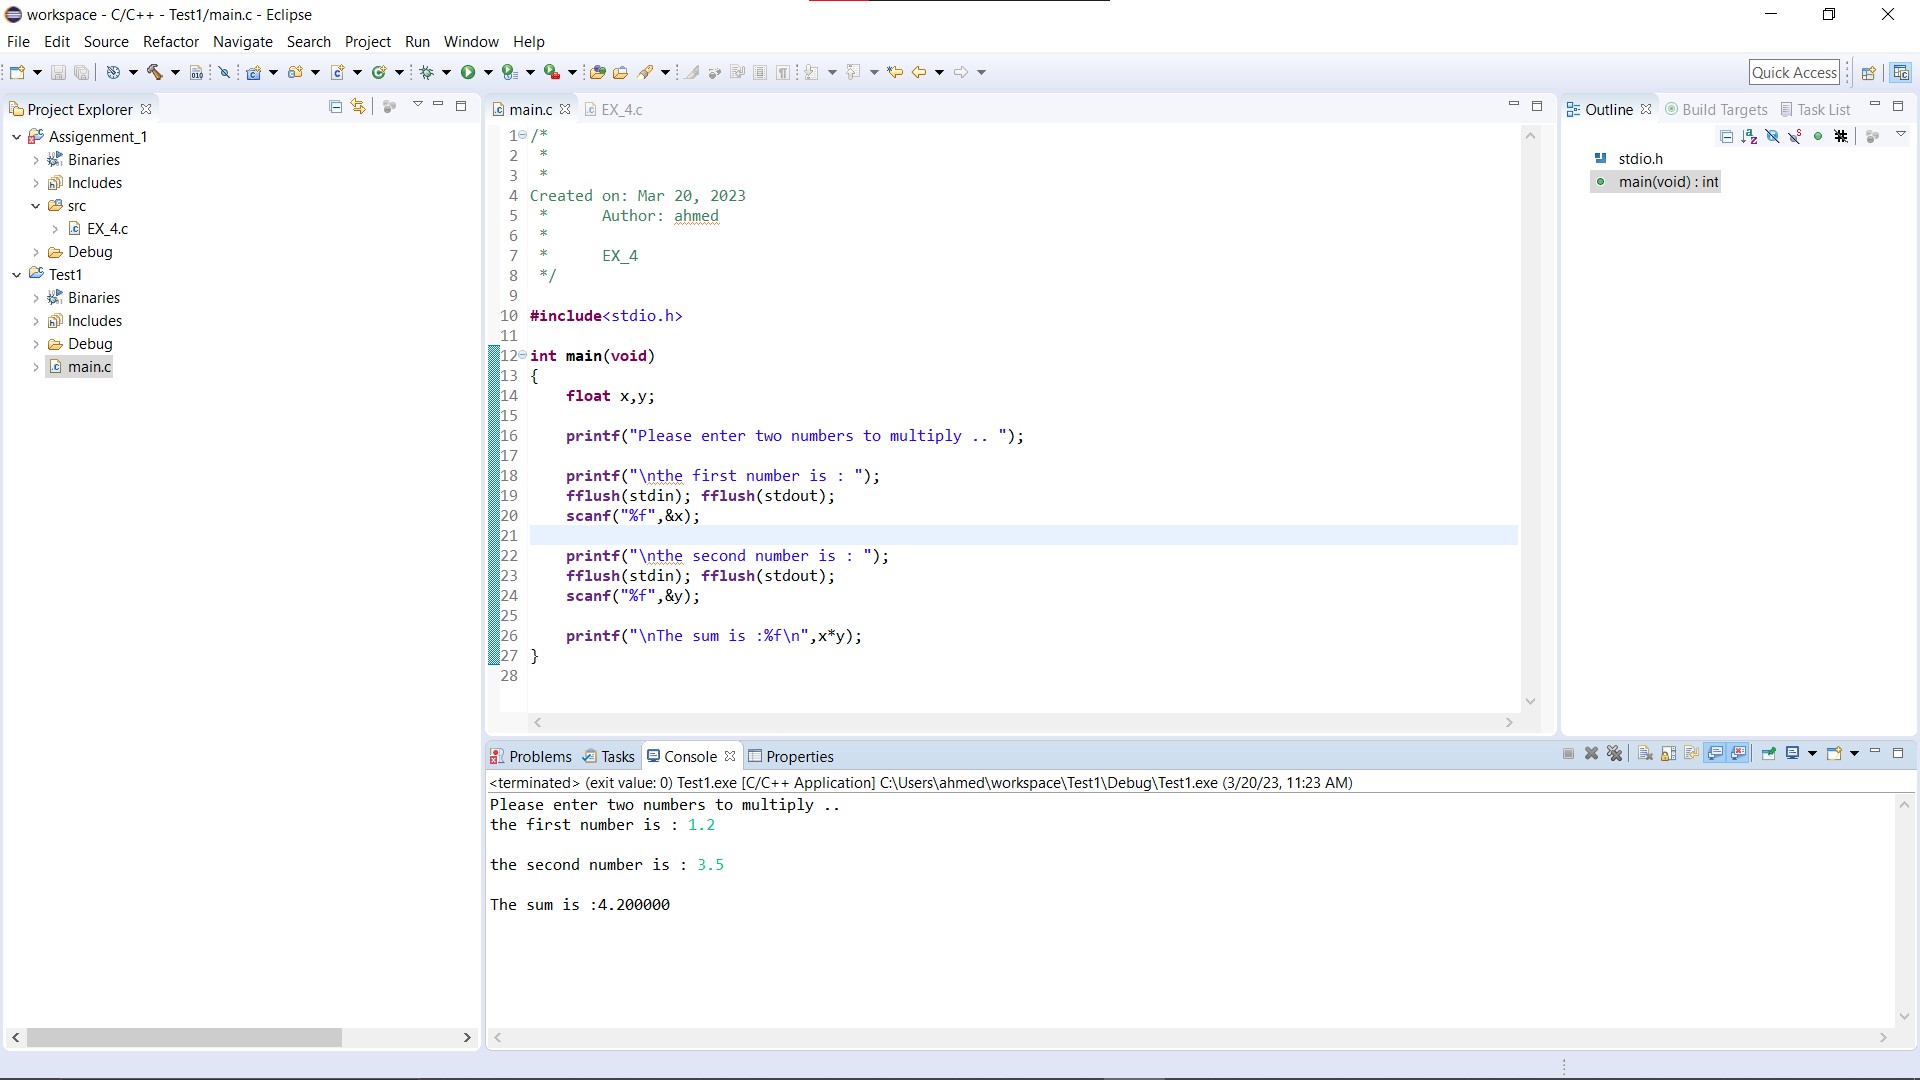 workspace - C/C++ - Test1/main.c - Eclipse
File Edit Source Refactor Navigate Search Project Run Window Help
Quick Access
Project Explorer
Assigenment_1
Binaries
Includes
src
EX_4.c
Debug
Test1
Binaries
Includes
Debug
main.c
main.c EX_4.c
1 /*
2  *
3  *
4 Created on: Mar 20, 2023
5  *      Author: ahmed
6  *
7  *      EX_4
8  */
9
10 #include<stdio.h>
11
12 int main(void)
13 {
14     float x,y;
15
16     printf("Please enter two numbers to multiply .. ");
17
18     printf("\nthe first number is : ");
19     fflush(stdin); fflush(stdout);
20     scanf("%f",&x);
21
22     printf("\nthe second number is : ");
23     fflush(stdin); fflush(stdout);
24     scanf("%f",&y);
25
26     printf("\nThe sum is :%f\n",x*y);
27 }
28
Outline Build Targets Task List
stdio.h
main(void) : int
Problems Tasks Console Properties
<terminated> (exit value: 0) Test1.exe [C/C++ Application] C:\Users\ahmed\workspace\Test1\Debug\Test1.exe (3/20/23, 11:23 AM)
Please enter two numbers to multiply ..
the first number is : 1.2
the second number is : 3.5
The sum is :4.200000